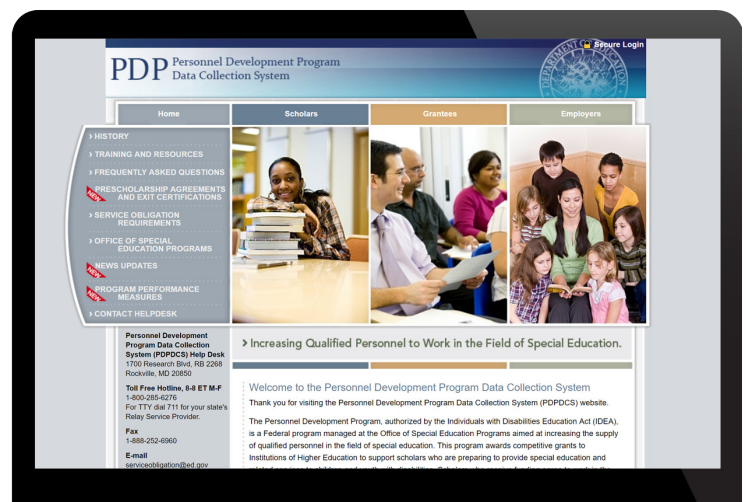 Secure Login
PDP Personnel Development Program
Data Collection System
Home
Scholars
Grantees
Employers
› HISTORY
› TRAINING AND RESOURCES
› FREQUENTLY ASKED QUESTIONS
NEW PRESCHOLARSHIP AGREEMENTS
AND EXIT CERTIFICATIONS
› SERVICE OBLIGATION
REQUIREMENTS
› OFFICE OF SPECIAL
EDUCATION PROGRAMS
NEW NEWS UPDATES
NEW PROGRAM PERFORMANCE
MEASURES
› CONTACT HELPDESK
Personnel Development
Program Data Collection
System (PDPDCS) Help Desk
1700 Research Blvd, RB 2268
Rockville, MD 20850
Toll Free Hotline, 8-8 ET M-F
1-800-285-6276
For TTY dial 711 for your state's
Relay Service Provider.
Fax
1-888-252-6960
E-mail
serviceobligation@ed.gov
› Increasing Qualified Personnel to Work in the Field of Special Education.
Welcome to the Personnel Development Program Data Collection System
Thank you for visiting the Personnel Development Program Data Collection System (PDPDCS) website.
The Personnel Development Program, authorized by the Individuals with Disabilities Education Act (IDEA),
is a Federal program managed at the Office of Special Education Programs aimed at increasing the supply
of qualified personnel in the field of special education. This program awards competitive grants to
Institutions of Higher Education to support scholars who are preparing to provide special education and